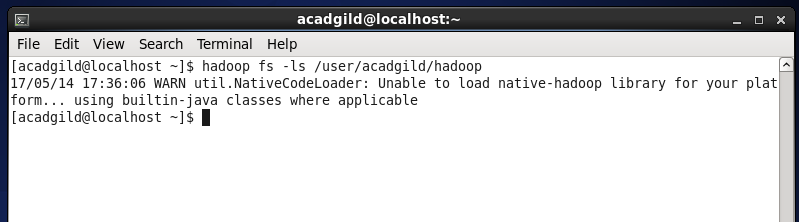 acadgild@localhost:~
File Edit View Search Terminal Help
[acadgild@localhost ~]$ hadoop fs -ls /user/acadgild/hadoop
17/05/14 17:36:06 WARN util.NativeCodeLoader: Unable to load native-hadoop library for your plat
form... using builtin-java classes where applicable
[acadgild@localhost ~]$